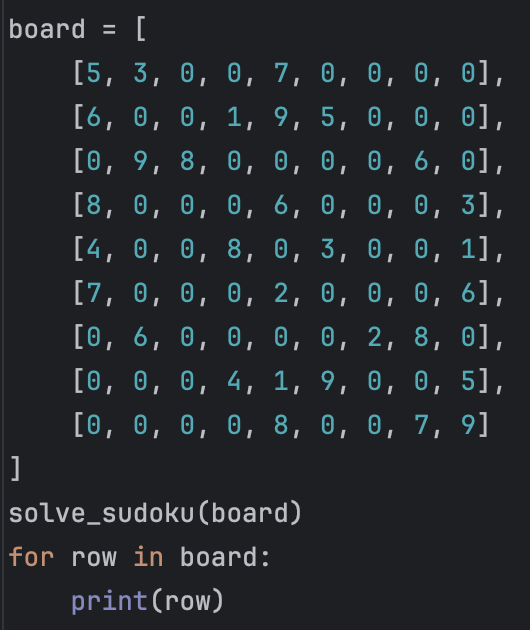 board = [
    [5, 3, 0, 0, 7, 0, 0, 0, 0],
    [6, 0, 0, 1, 9, 5, 0, 0, 0],
    [0, 9, 8, 0, 0, 0, 0, 6, 0],
    [8, 0, 0, 0, 6, 0, 0, 0, 3],
    [4, 0, 0, 8, 0, 3, 0, 0, 1],
    [7, 0, 0, 0, 2, 0, 0, 0, 6],
    [0, 6, 0, 0, 0, 0, 2, 8, 0],
    [0, 0, 0, 4, 1, 9, 0, 0, 5],
    [0, 0, 0, 0, 8, 0, 0, 7, 9]
]
solve_sudoku(board)
for row in board:
    print(row)